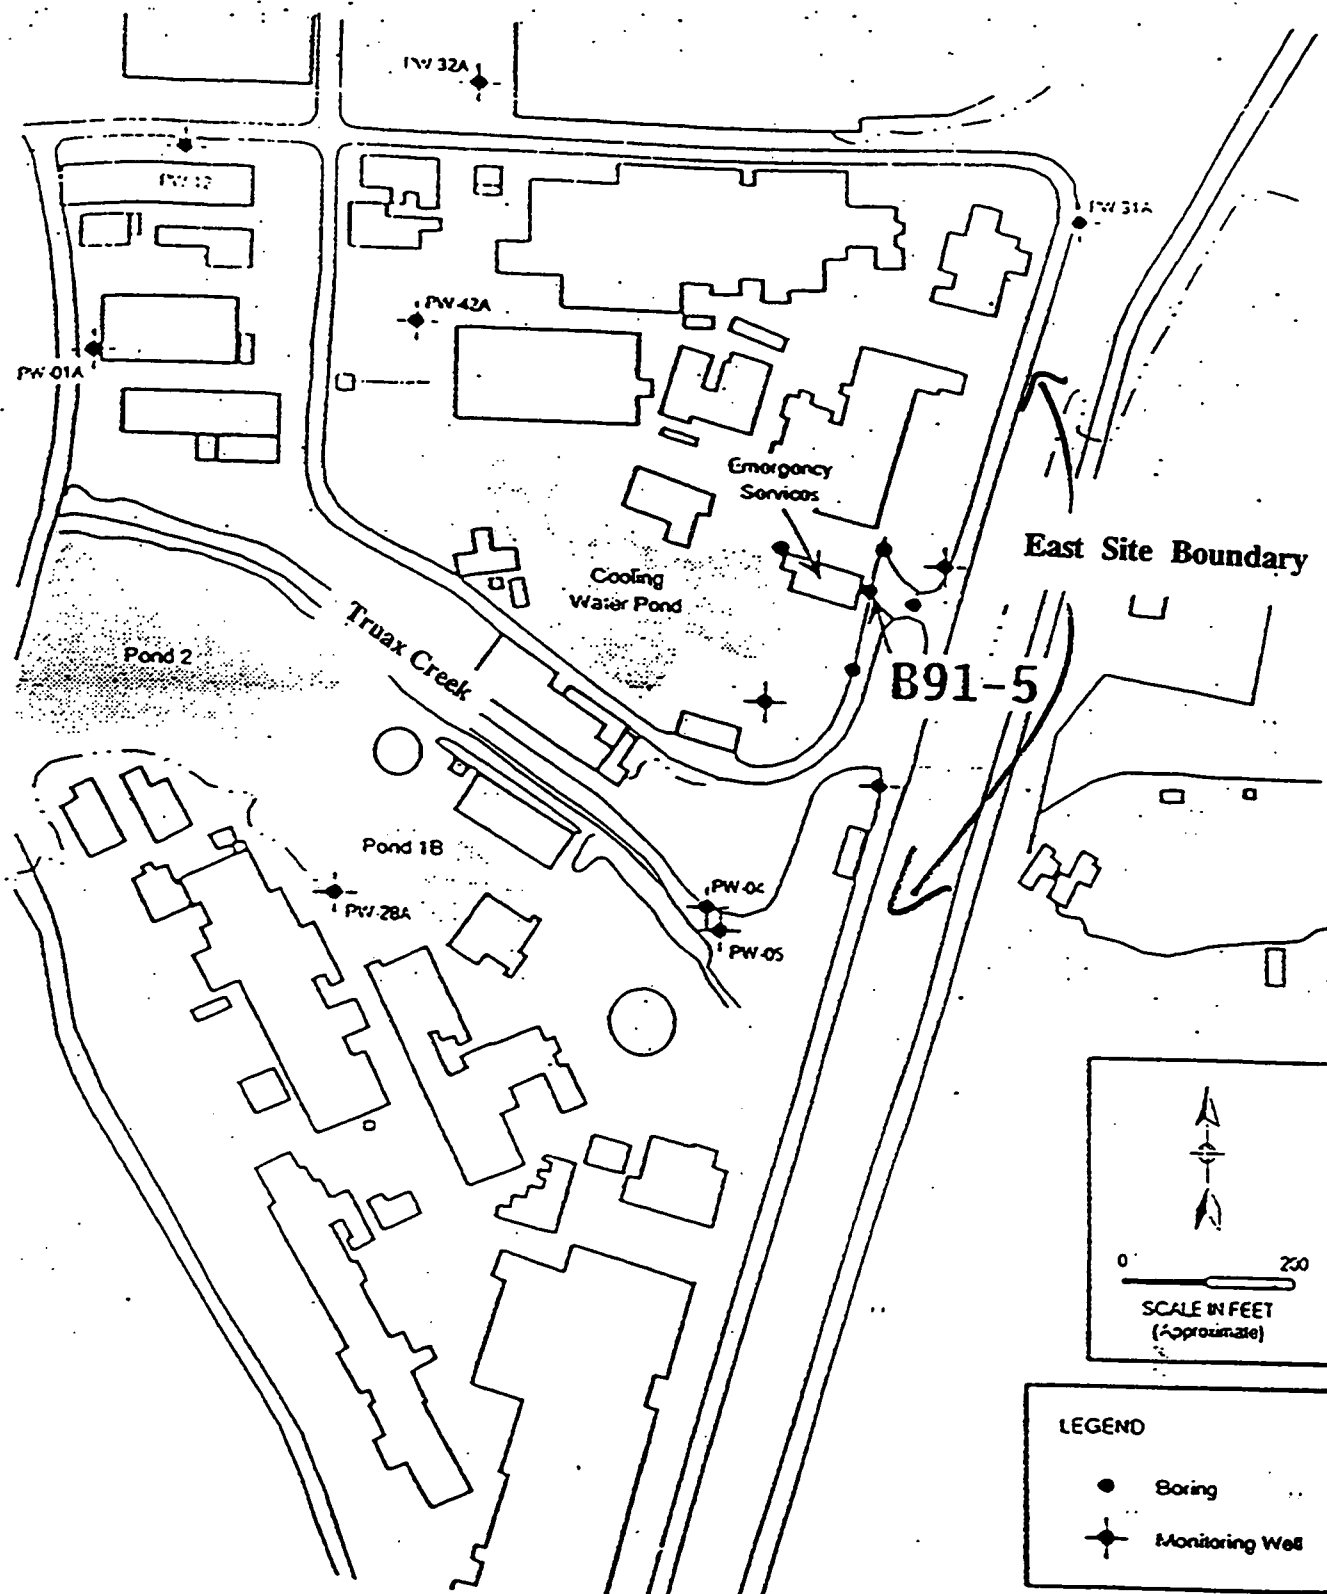 PW-32A
PW-12
PW-31A
PW-42A
PW-01A
Emergency
Services
East Site Boundary
Cooling
Water Pond
Truax Creek
Pond 2
B91-5
Pond 1B
PW-04
PW-28A
PW-05
0 250
SCALE IN FEET
(Approximate)
LEGEND
Boring
Monitoring Well